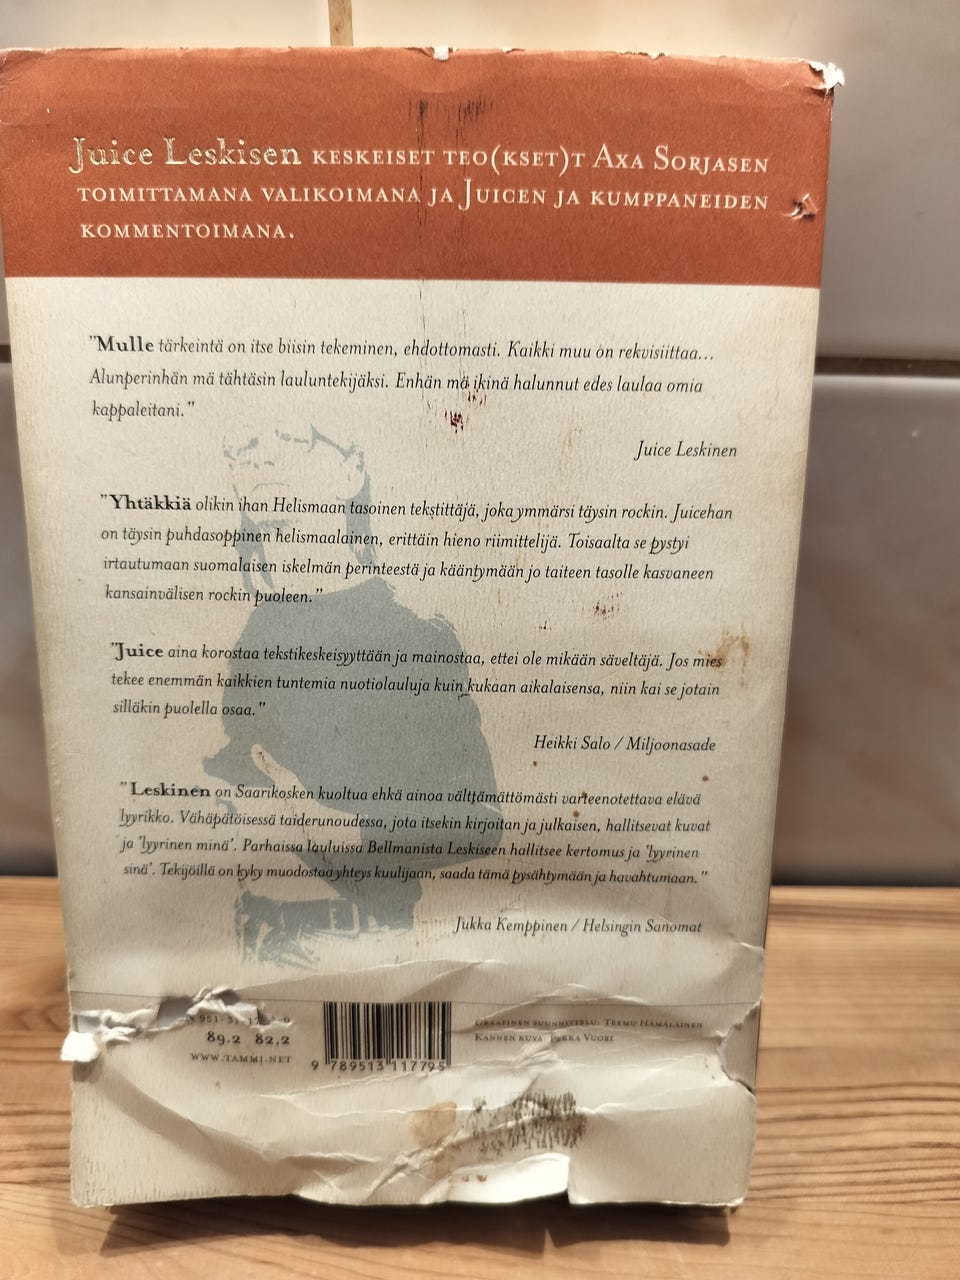 Juice Leskisen keskeiset teo(kset)t Axa Sorjasen
toimittamana valikoimana ja Juicen ja kumppaneiden
kommentoimana.
"Mulle tärkeintä on itse biisin tekeminen, ehdottomasti. Kaikki muu on rekvisiittaa...
Alunperinhän mä tähtäsin lauluntekijäksi. Enhän mä ikinä halunnut edes laulaa omia
kappaleitani."
Juice Leskinen
"Yhtäkkiä olikin ihan Helismaan tasoinen tekstittäjä, joka ymmärsi täysin rockin. Juicehan
on täysin puhdasoppinen helismaalainen, erittäin hieno riimittelijä. Toisaalta se pystyi
irtautumaan suomalaisen iskelmän perinteestä ja kääntymään jo taiteen tasolle kasvaneen
kansainvälisen rockin puoleen."
"Juice aina korostaa tekstikeskeisyyttään ja mainostaa, ettei ole mikään säveltäjä. Jos mies
tekee enemmän kaikkien tuntemia nuotiolauluja kuin kukaan aikalaisensa, niin kai se jotain
silläkin puolella osaa."
Heikki Salo / Miljoonasade
"Leskinen on Saarikosken kuoltua ehkä ainoa välttämättömästi varteenotettava elävä
lyyrikko. Vähäpätöisessä taiderunoudessa, jota itsekin kirjoitan ja julkaisen, hallitsevat kuvat
ja 'lyyrinen minä'. Parhaissa lauluissa Bellmanista Leskiseen hallitsee kertomus ja 'lyyrinen
sinä'. Tekijöillä on kyky muodostaa yhteys kuulijaan, saada tämä pysähtymään ja havahtumaan."
Jukka Kemppinen / Helsingin Sanomat
89.2 82,2
www.tammi.net
9 789513 117795
Graafinen suunnittelu: Teemu Hämäläinen
Kannen kuva: Pekka Vuori